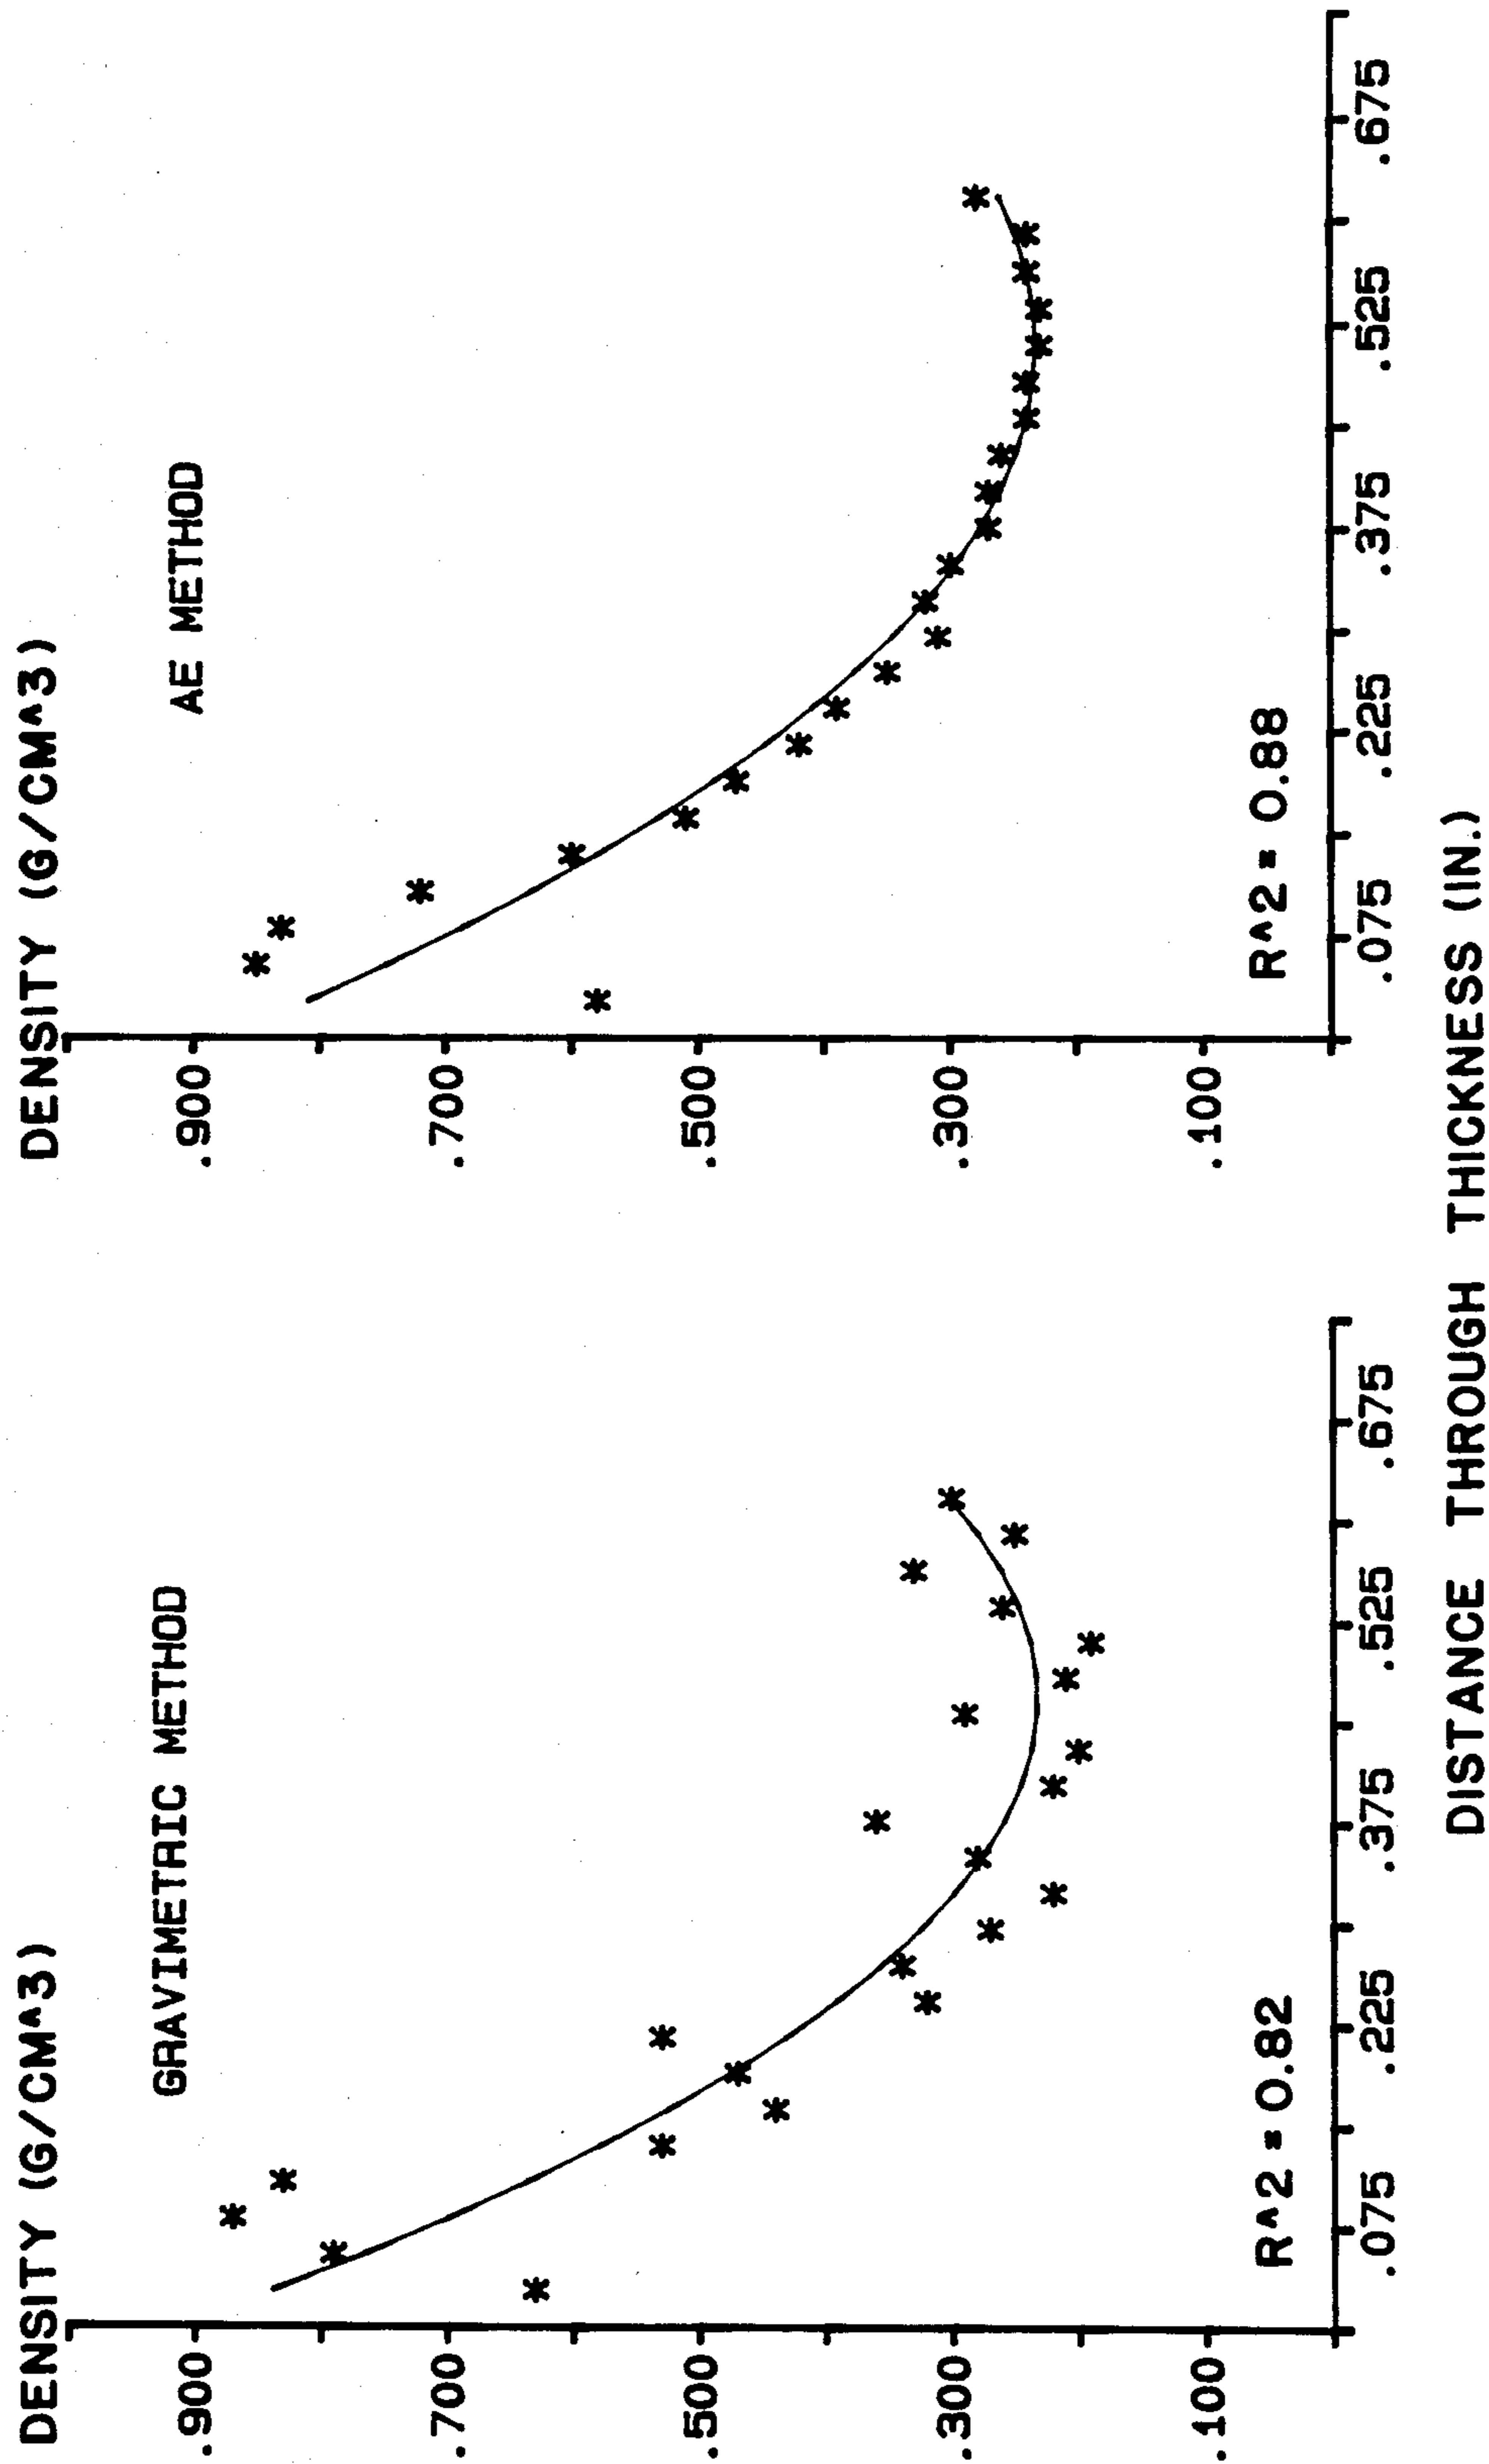 DENSITY (G/CM^3)
GRAVIMETRIC METHOD
.900
.700
.500
.300
.100
R^2 = 0.82
.075 .225 .375 .525 .675
DENSITY (G/CM^3)
AE METHOD
.900
.700
.500
.300
.100
R^2 = 0.88
.075 .225 .375 .525 .675
DISTANCE THROUGH THICKNESS (IN.)